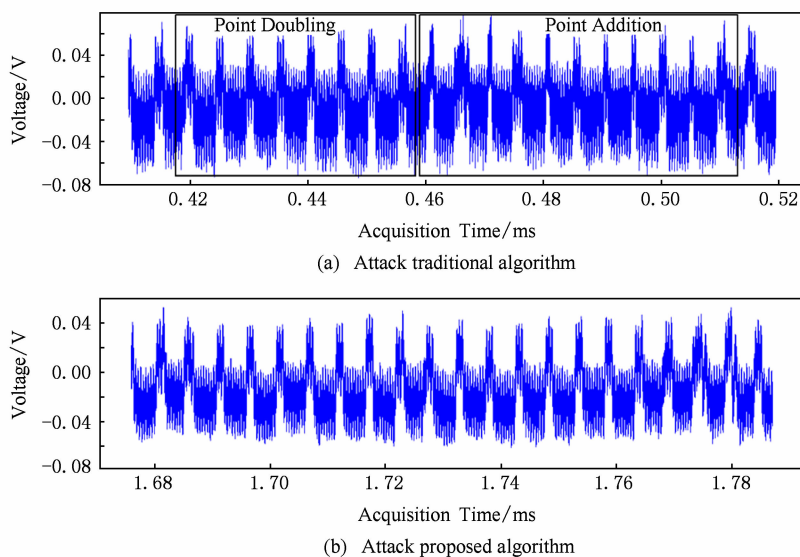 Point Doubling
Point Addition
0.04
0.00
-0.04
-0.08
Voltage/V
0.42
0.44
0.46
0.48
0.50
0.52
Acquisition Time/ms
(a) Attack traditional algorithm
0.04
0.00
-0.04
-0.08
Voltage/V
1.68
1.70
1.72
1.74
1.76
1.78
Acquisition Time/ms
(b) Attack proposed algorithm